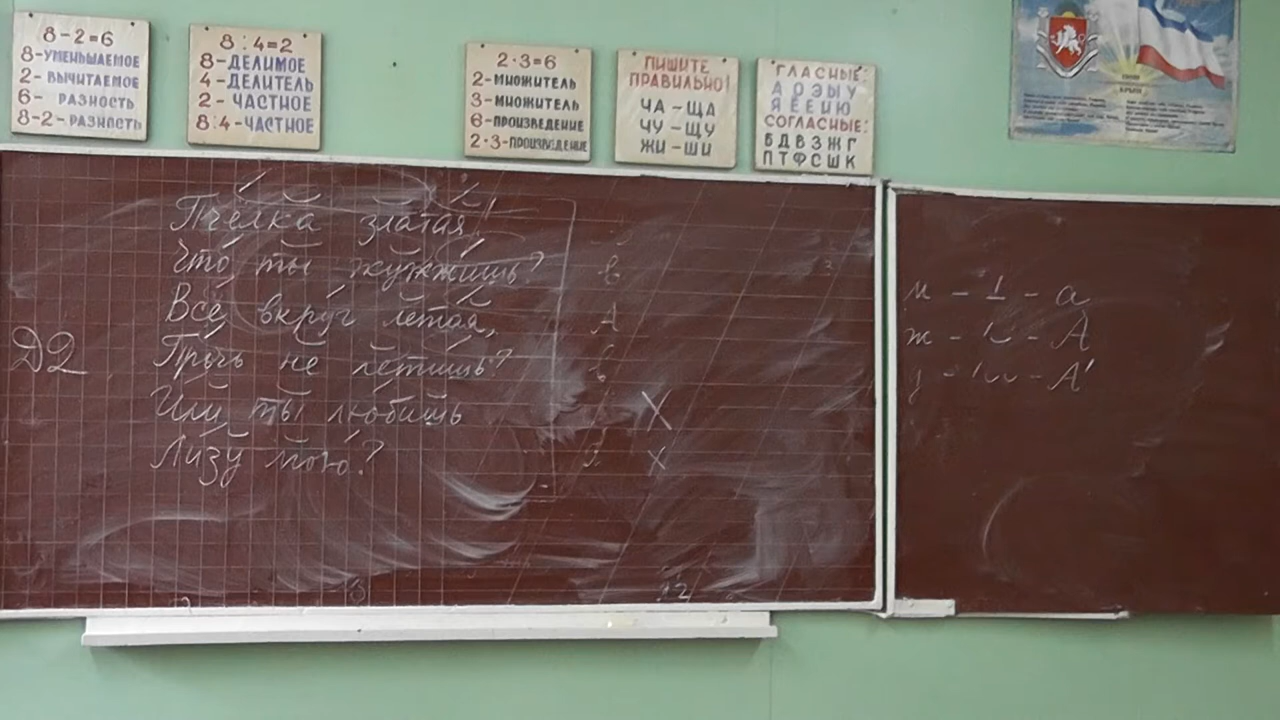 8-2=6
8-УМЕНЬШАЕМОЕ
2-ВЫЧИТАЕМОЕ
6- РАЗНОСТЬ
8-2-РАЗНОСТЬ
8:4=2
8-ДЕЛИМОЕ
4-ДЕЛИТЕЛЬ
2-ЧАСТНОЕ
8:4-ЧАСТНОЕ
2·3=6
2-МНОЖИТЕЛЬ
3-МНОЖИТЕЛЬ
6-ПРОИЗВЕДЕНИЕ
2·3-ПРОИЗВЕДЕНИЕ
ПИШИТЕ
ПРАВИЛЬНО!
ЧА-ЩА
ЧУ-ЩУ
ЖИ-ШИ
ГЛАСНЫЕ:
А О Э Ы У
Я Ё Е И Ю
СОГЛАСНЫЕ:
Б Д В З Ж Г
П Т Ф С Ш К
Пчёлка златая,
Что ты жужжишь?
в
Всё вкруг летая,
А
Прочь не летишь?
в
Или ты любишь
X
Лизу мою?
x
Д2
м - 1 - а
ж - А
А'
12